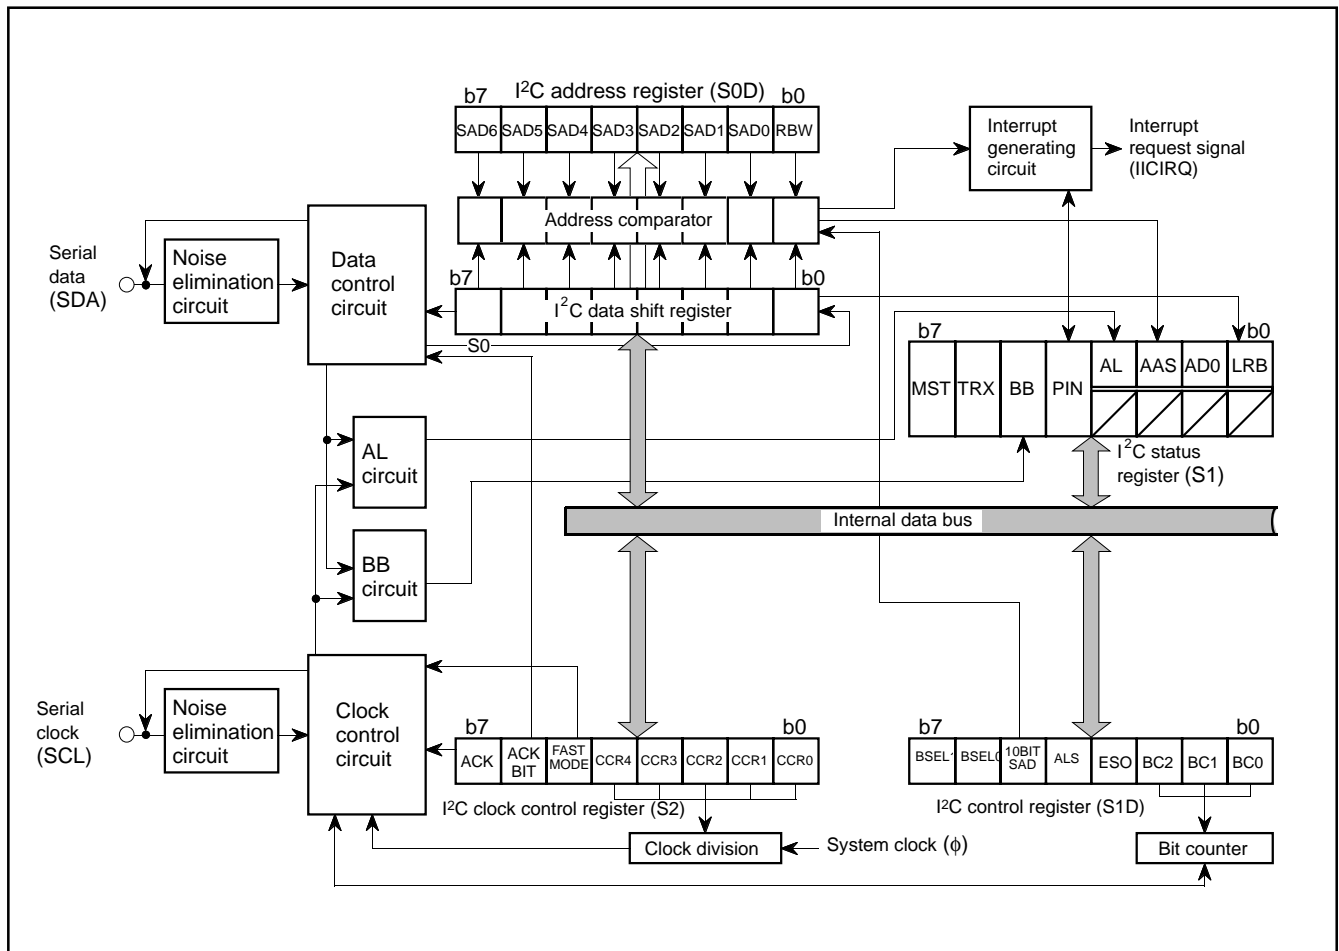 I²C address register (S0D)
b7
b0
SAD6 SAD5 SAD4 SAD3 SAD2 SAD1 SAD0 RBW
Interrupt
generating
circuit
Interrupt
request signal
(IICIRQ)
Address comparator
Serial
data
(SDA)
Noise
elimination
circuit
Data
control
circuit
b7
b0
I²C data shift register
S0
b7
b0
MST TRX BB PIN AL AAS AD0 LRB
I²C status
register (S1)
AL
circuit
Internal data bus
BB
circuit
Serial
clock
(SCL)
Noise
elimination
circuit
Clock
control
circuit
b7
b0
ACK
ACK
BIT
FAST
MODE
CCR4 CCR3 CCR2 CCR1 CCR0
I²C clock control register (S2)
b7
b0
BSEL1 BSEL0
10BIT
SAD
ALS ESO BC2 BC1 BC0
I²C control register (S1D)
Clock division
System clock (ϕ)
Bit counter